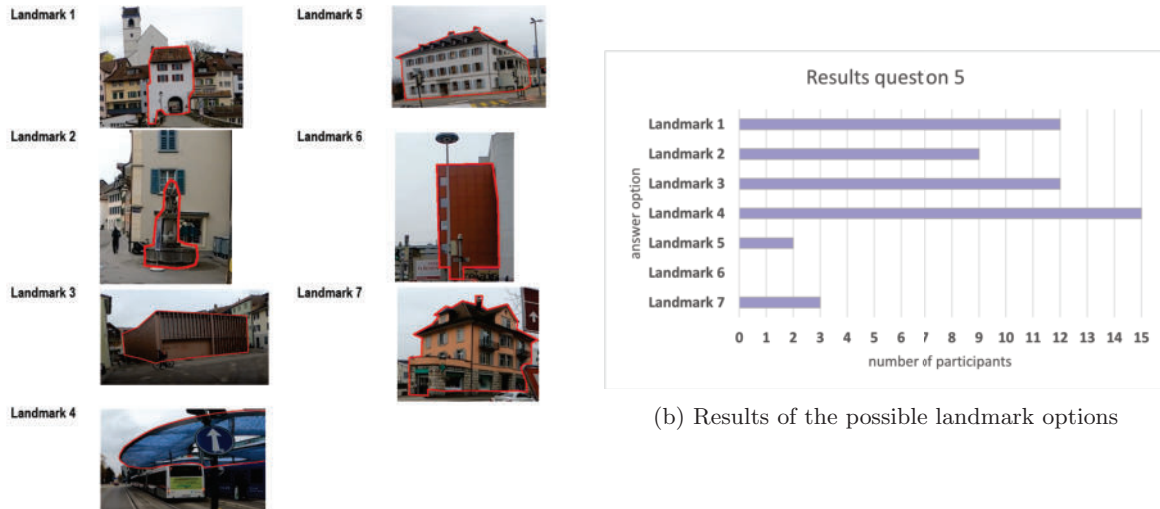 Landmark 1
Landmark 5
Landmark 2
Landmark 6
Landmark 3
Landmark 7
Landmark 4
Results queston 5
answer option
Landmark 1
Landmark 2
Landmark 3
Landmark 4
Landmark 5
Landmark 6
Landmark 7
0 1 2 3 4 5 6 7 8 9 10 11 12 13 14 15
number of participants
(b) Results of the possible landmark options